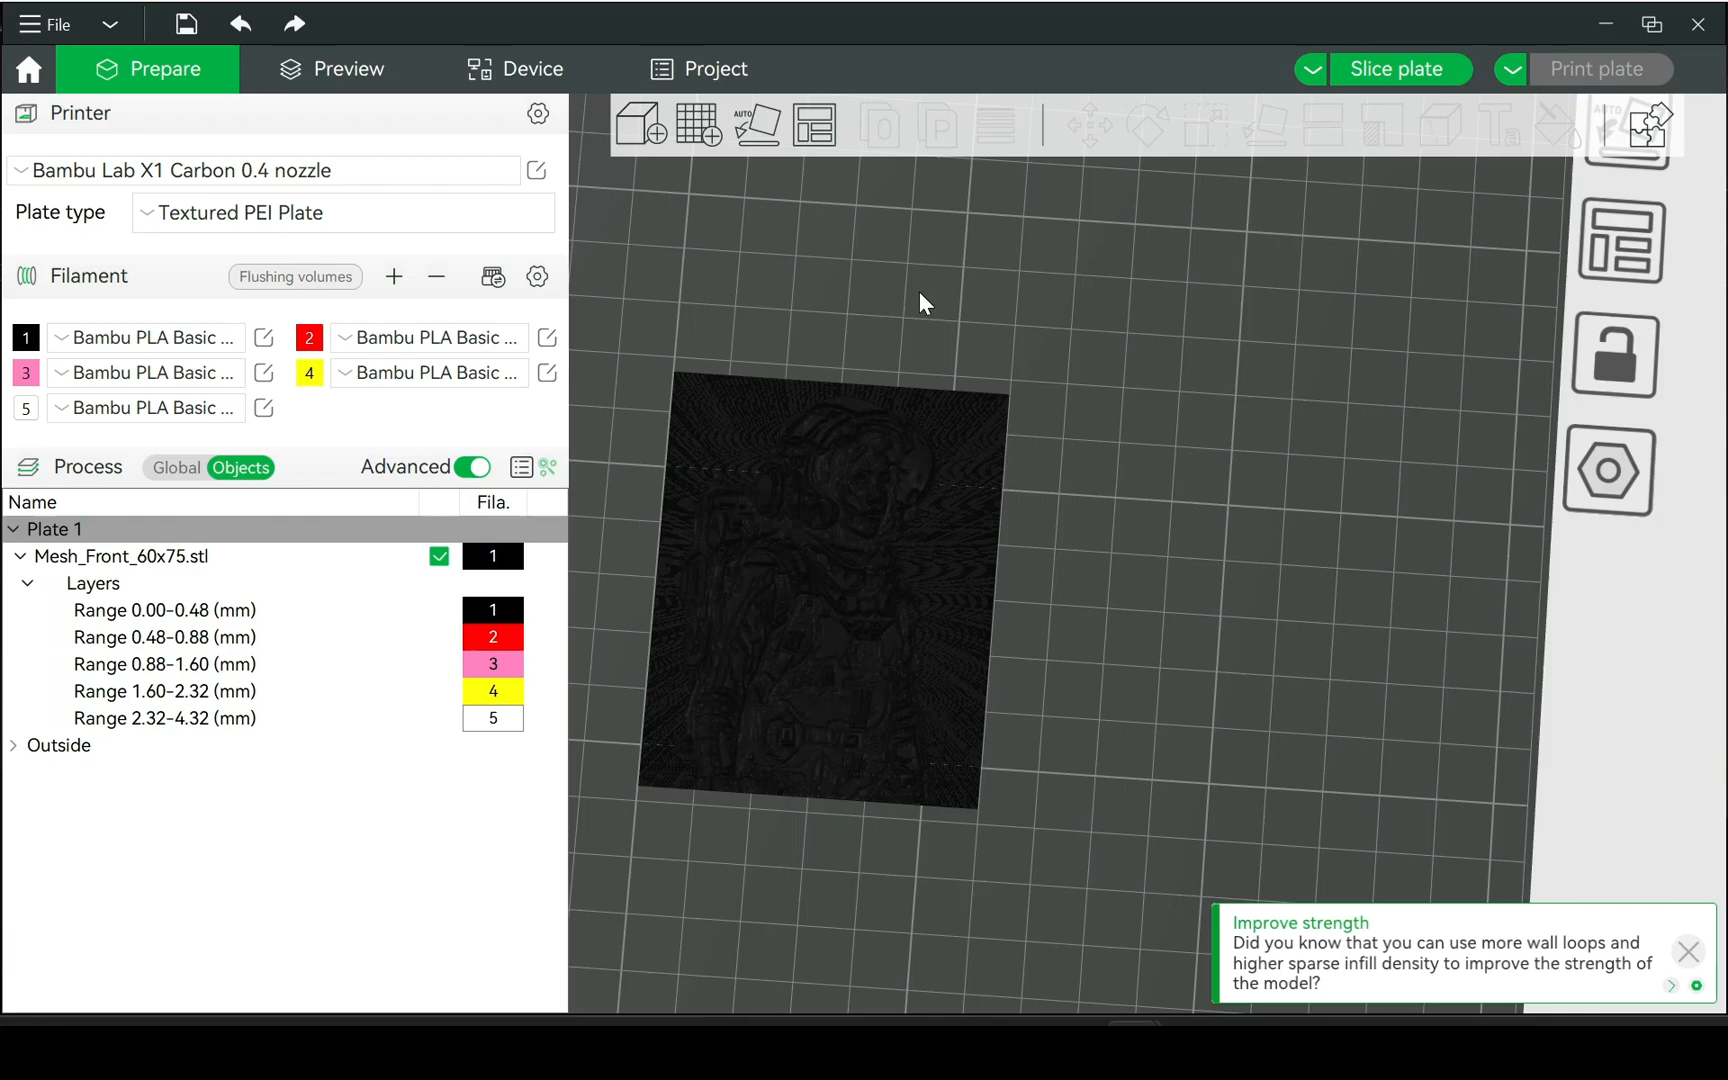 File
Prepare
Preview
Device
Project
Slice plate
Print plate
Printer
Bambu Lab X1 Carbon 0.4 nozzle
Plate type
Textured PEI Plate
Filament
Flushing volumes
1 Bambu PLA Basic ...
2 Bambu PLA Basic ...
3 Bambu PLA Basic ...
4 Bambu PLA Basic ...
5 Bambu PLA Basic ...
Process
Global Objects
Advanced
Name
Fila.
Plate 1
Mesh_Front_60x75.stl 1
Layers
Range 0.00-0.48 (mm) 1
Range 0.48-0.88 (mm) 2
Range 0.88-1.60 (mm) 3
Range 1.60-2.32 (mm) 4
Range 2.32-4.32 (mm) 5
Outside
AUTO
AUTO
Improve strength
Did you know that you can use more wall loops and
higher sparse infill density to improve the strength of
the model?